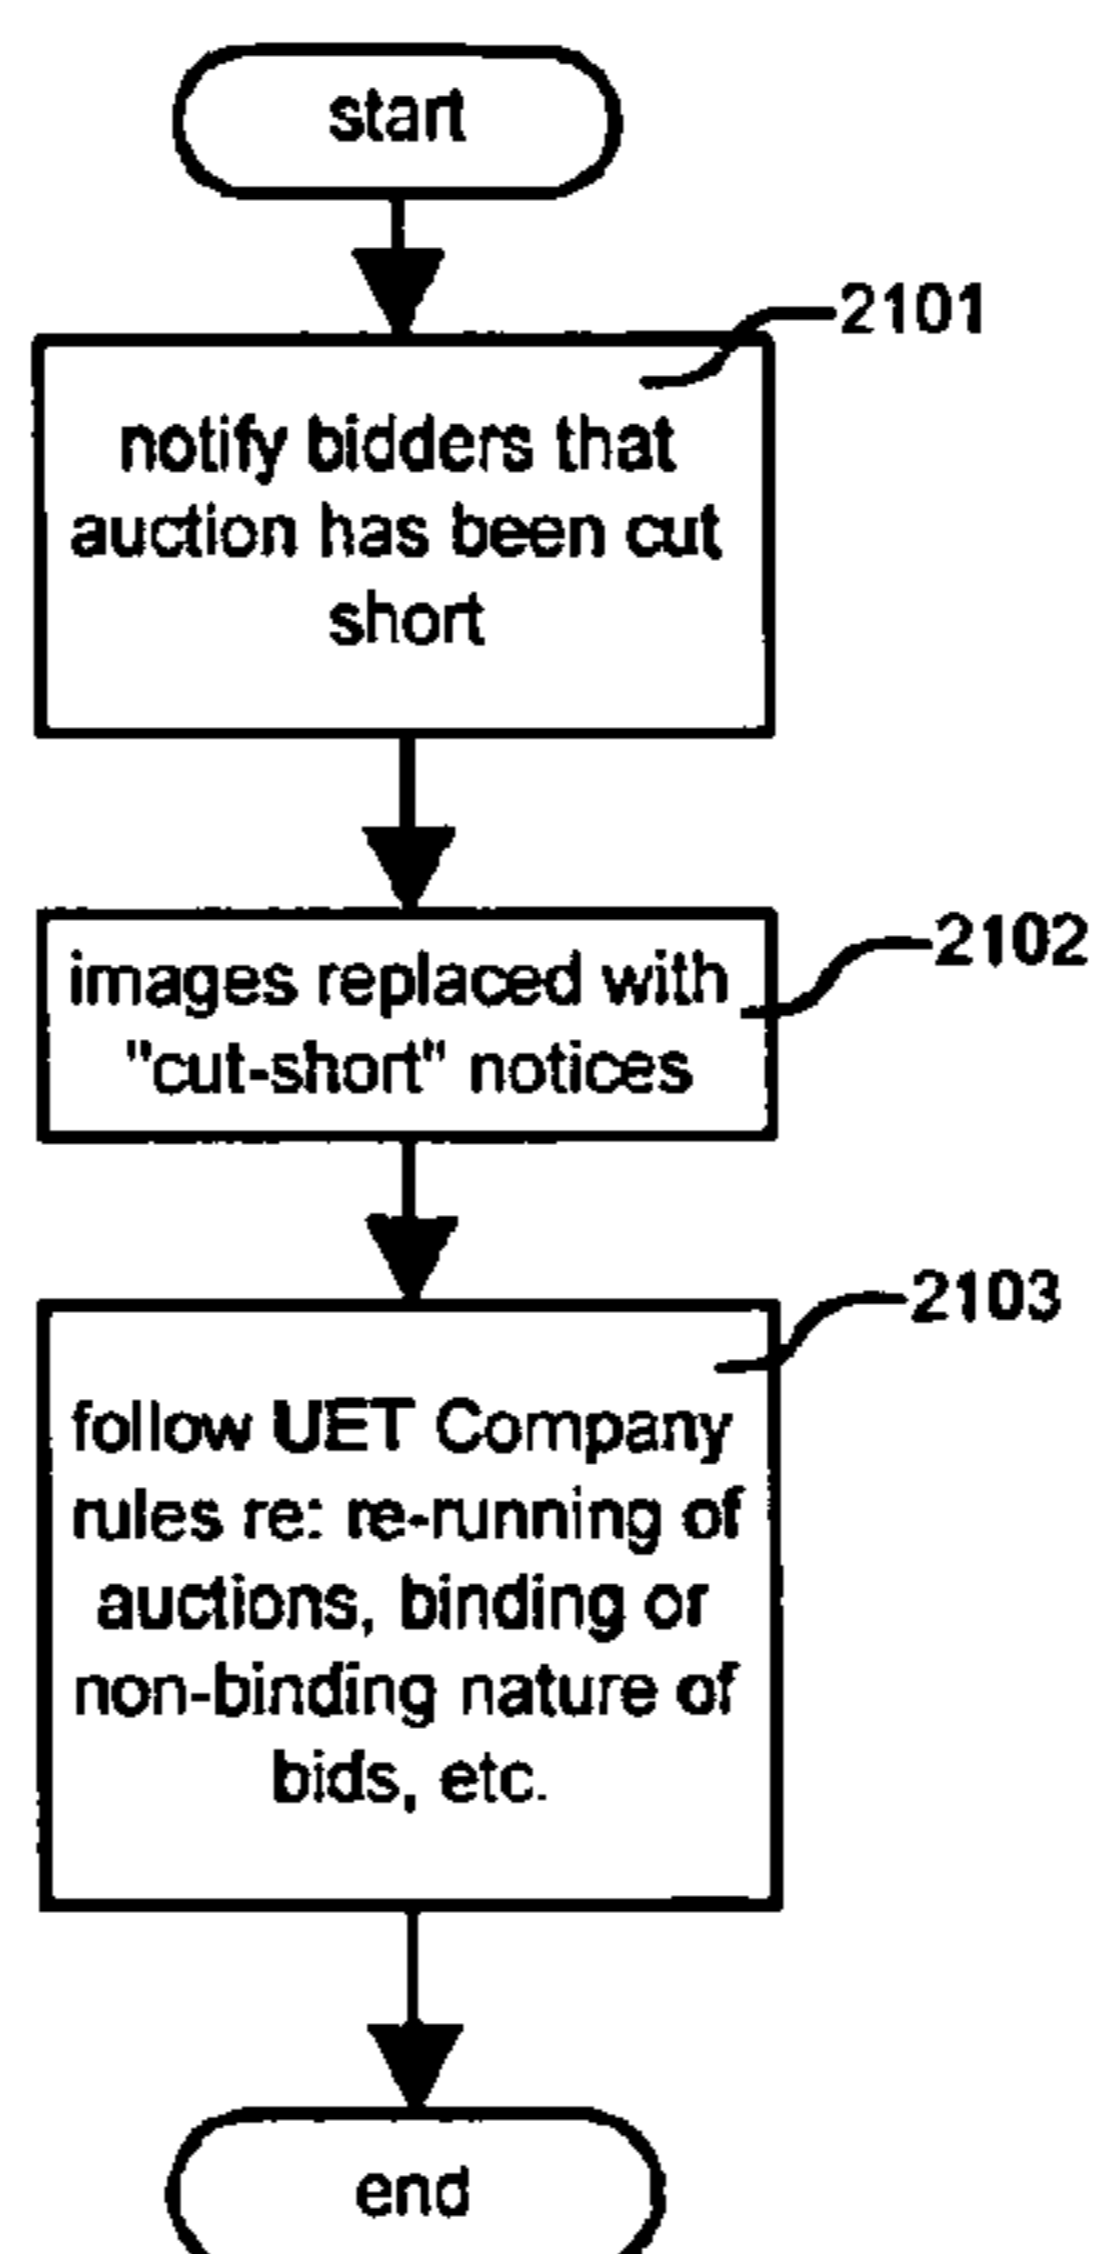 start
2101
notify bidders that
auction has been cut
short
2102
images replaced with
"cut-short" notices
2103
follow UET Company
rules re: re-running of
auctions, binding or
non-binding nature of
bids, etc.
end